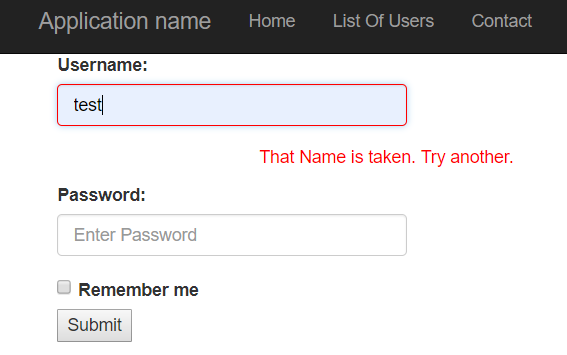 Application name Home List Of Users Contact
Username:
test
That Name is taken. Try another.
Password:
Enter Password
Remember me
Submit